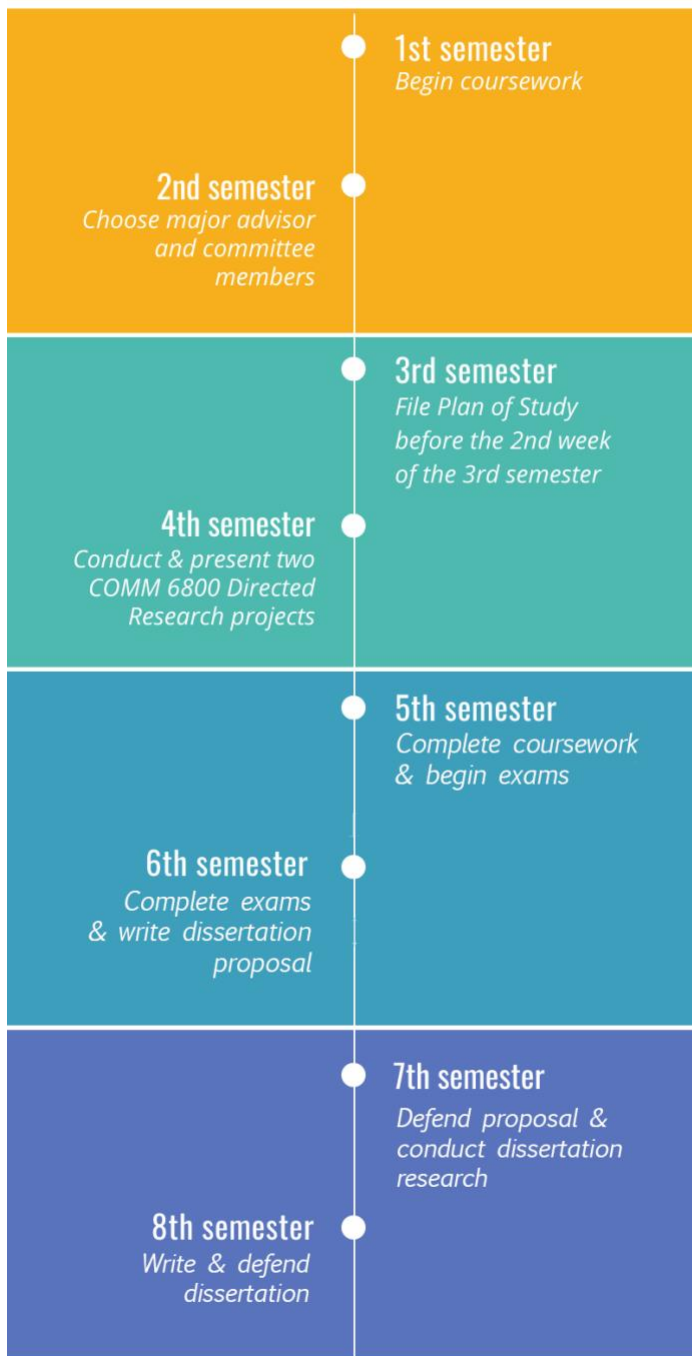 1st semester
Begin coursework
2nd semester
Choose major advisor
and committee
members
3rd semester
File Plan of Study
before the 2nd week
of the 3rd semester
4th semester
Conduct & present two
COMM 6800 Directed
Research projects
5th semester
Complete coursework
& begin exams
6th semester
Complete exams
& write dissertation
proposal
7th semester
Defend proposal &
conduct dissertation
research
8th semester
Write & defend
dissertation